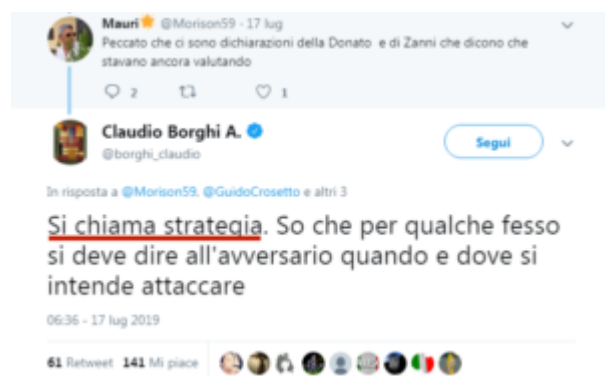 Mauri @Morison59 · 17 lug
Peccato che ci sono dichiarazioni della Donato e di Zanni che dicono che
stavano ancora valutando
2 1
Claudio Borghi A.
@borghi_claudio
Segui
In risposta a @Morison59, @GuidoCrosetto e altri 3
Si chiama strategia. So che per qualche fesso
si deve dire all'avversario quando e dove si
intende attaccare
06:36 - 17 lug 2019
61 Retweet 141 Mi piace